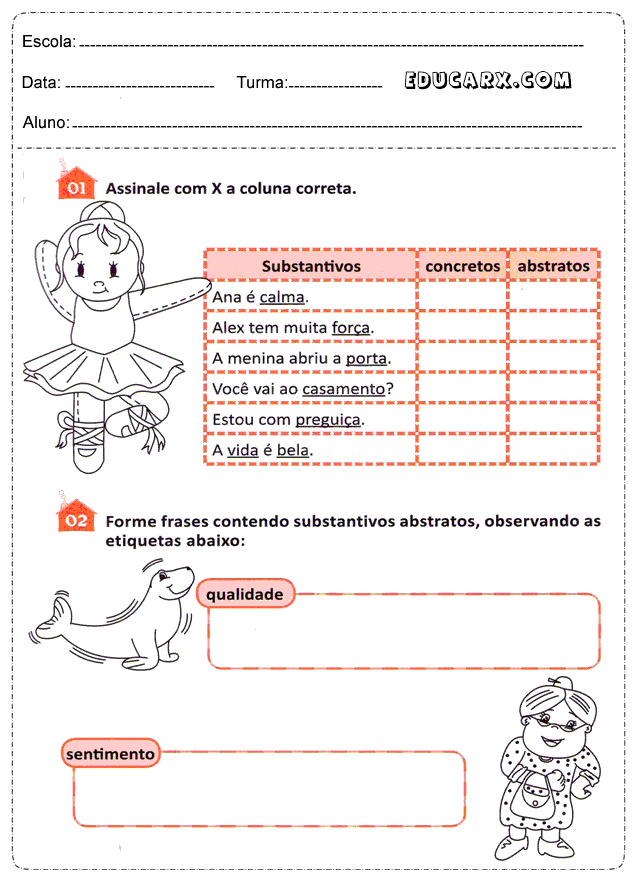 Escola:
Data: Turma: EDUCARX.COM
Aluno:
01 Assinale com X a coluna correta.
Substantivos concretos abstratos
Ana é calma.
Alex tem muita força.
A menina abriu a porta.
Você vai ao casamento?
Estou com preguiça.
A vida é bela.
02 Forme frases contendo substantivos abstratos, observando as
etiquetas abaixo:
qualidade
sentimento